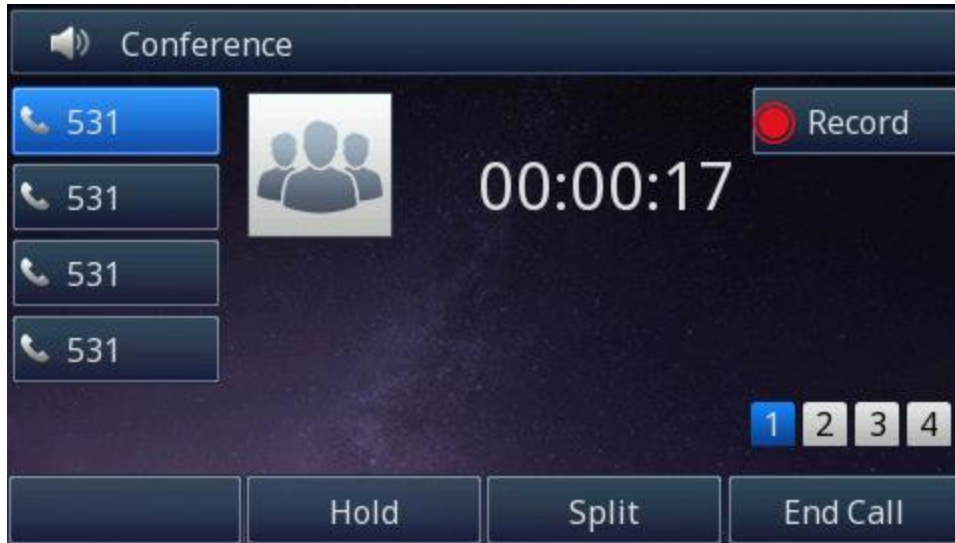 Conference
531
00:00:17
Record
531
531
531
1 2 3 4
Hold Split End Call